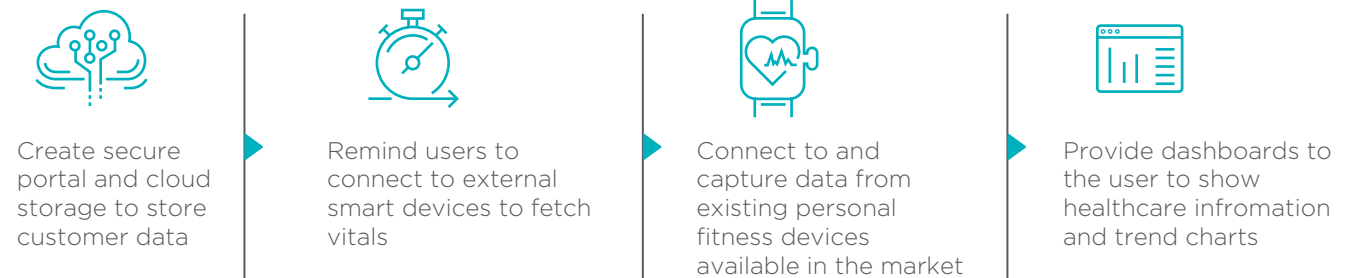 Create secure
portal and cloud
storage to store
customer data
Remind users to
connect to external
smart devices to fetch
vitals
Connect to and
capture data from
existing personal
fitness devices
available in the market
Provide dashboards to
the user to show
healthcare infromation
and trend charts